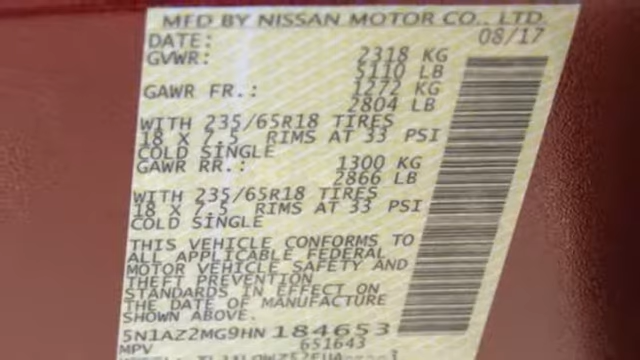 MFD BY NISSAN MOTOR CO., LTD.
DATE: 08/17
GVWR: 2318 KG
5110 LB
GAWR FR.: 1272 KG
2804 LB
WITH 235/65R18 TIRES
18 X 7.5 RIMS AT 33 PSI
COLD SINGLE
GAWR RR.: 1300 KG
2866 LB
WITH 235/65R18 TIRES
18 X 7.5 RIMS AT 33 PSI
COLD SINGLE
THIS VEHICLE CONFORMS TO
ALL APPLICABLE FEDERAL
MOTOR VEHICLE SAFETY AND
THEFT PREVENTION
STANDARDS IN EFFECT ON
THE DATE OF MANUFACTURE
SHOWN ABOVE.
5N1AZ2MG9HN 184653
MPV 651643